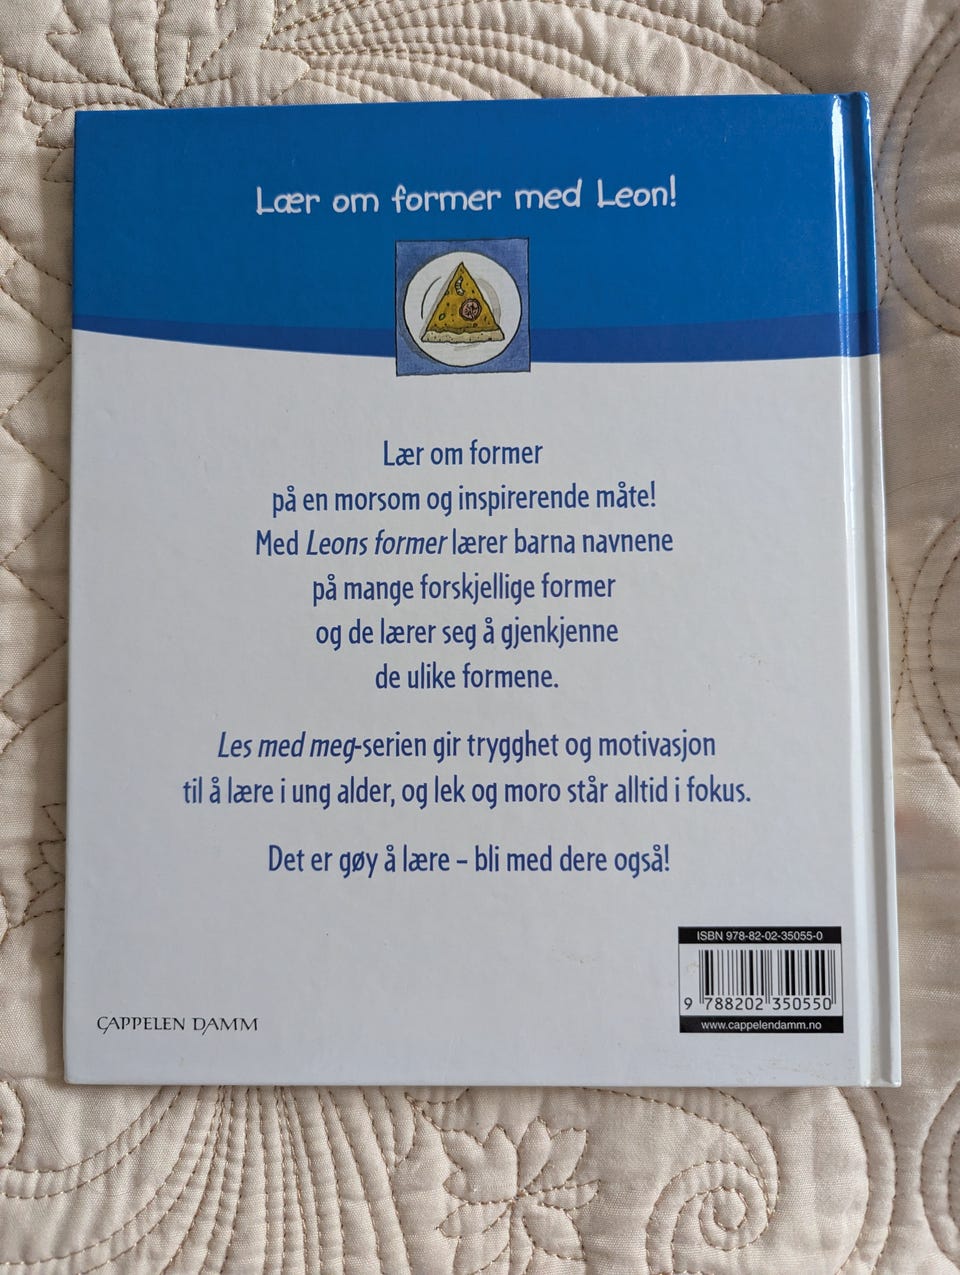 Lær om former med Leon!
Lær om former
på en morsom og inspirerende måte!
Med Leons former lærer barna navnene
på mange forskjellige former
og de lærer seg å gjenkjenne
de ulike formene.
Les med meg-serien gir trygghet og motivasjon
til å lære i ung alder, og lek og moro står alltid i fokus.
Det er gøy å lære – bli med dere også!
CAPPELEN DAMM
ISBN 978-82-02-35055-0
9 788202 350550
www.cappelendamm.no